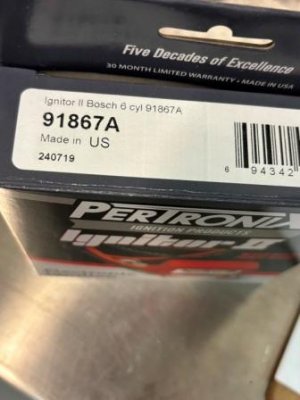 Five Decades of Excellence
30 MONTH LIMITED WARRANTY • MADE IN USA
Ignitor II Bosch 6 cyl 91867A
91867A
Made in US
240719
6 94342
PERTRONIX
IGNITION PRODUCTS
Ignitor II